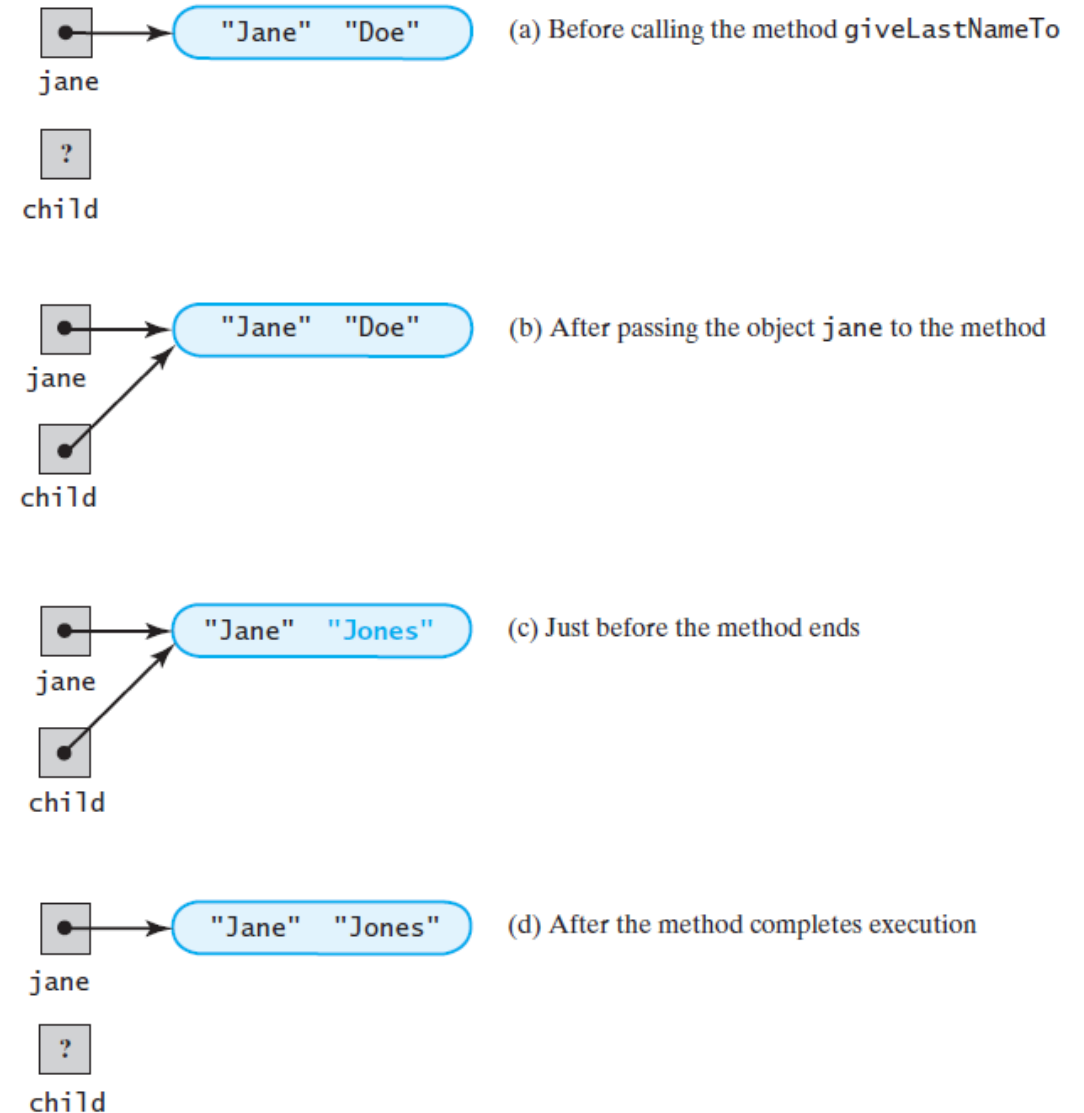 "Jane" "Doe" (a) Before calling the method giveLastNameTo
jane
?
child
"Jane" "Doe" (b) After passing the object jane to the method
jane
child
"Jane" "Jones" (c) Just before the method ends
jane
child
"Jane" "Jones" (d) After the method completes execution
jane
?
child